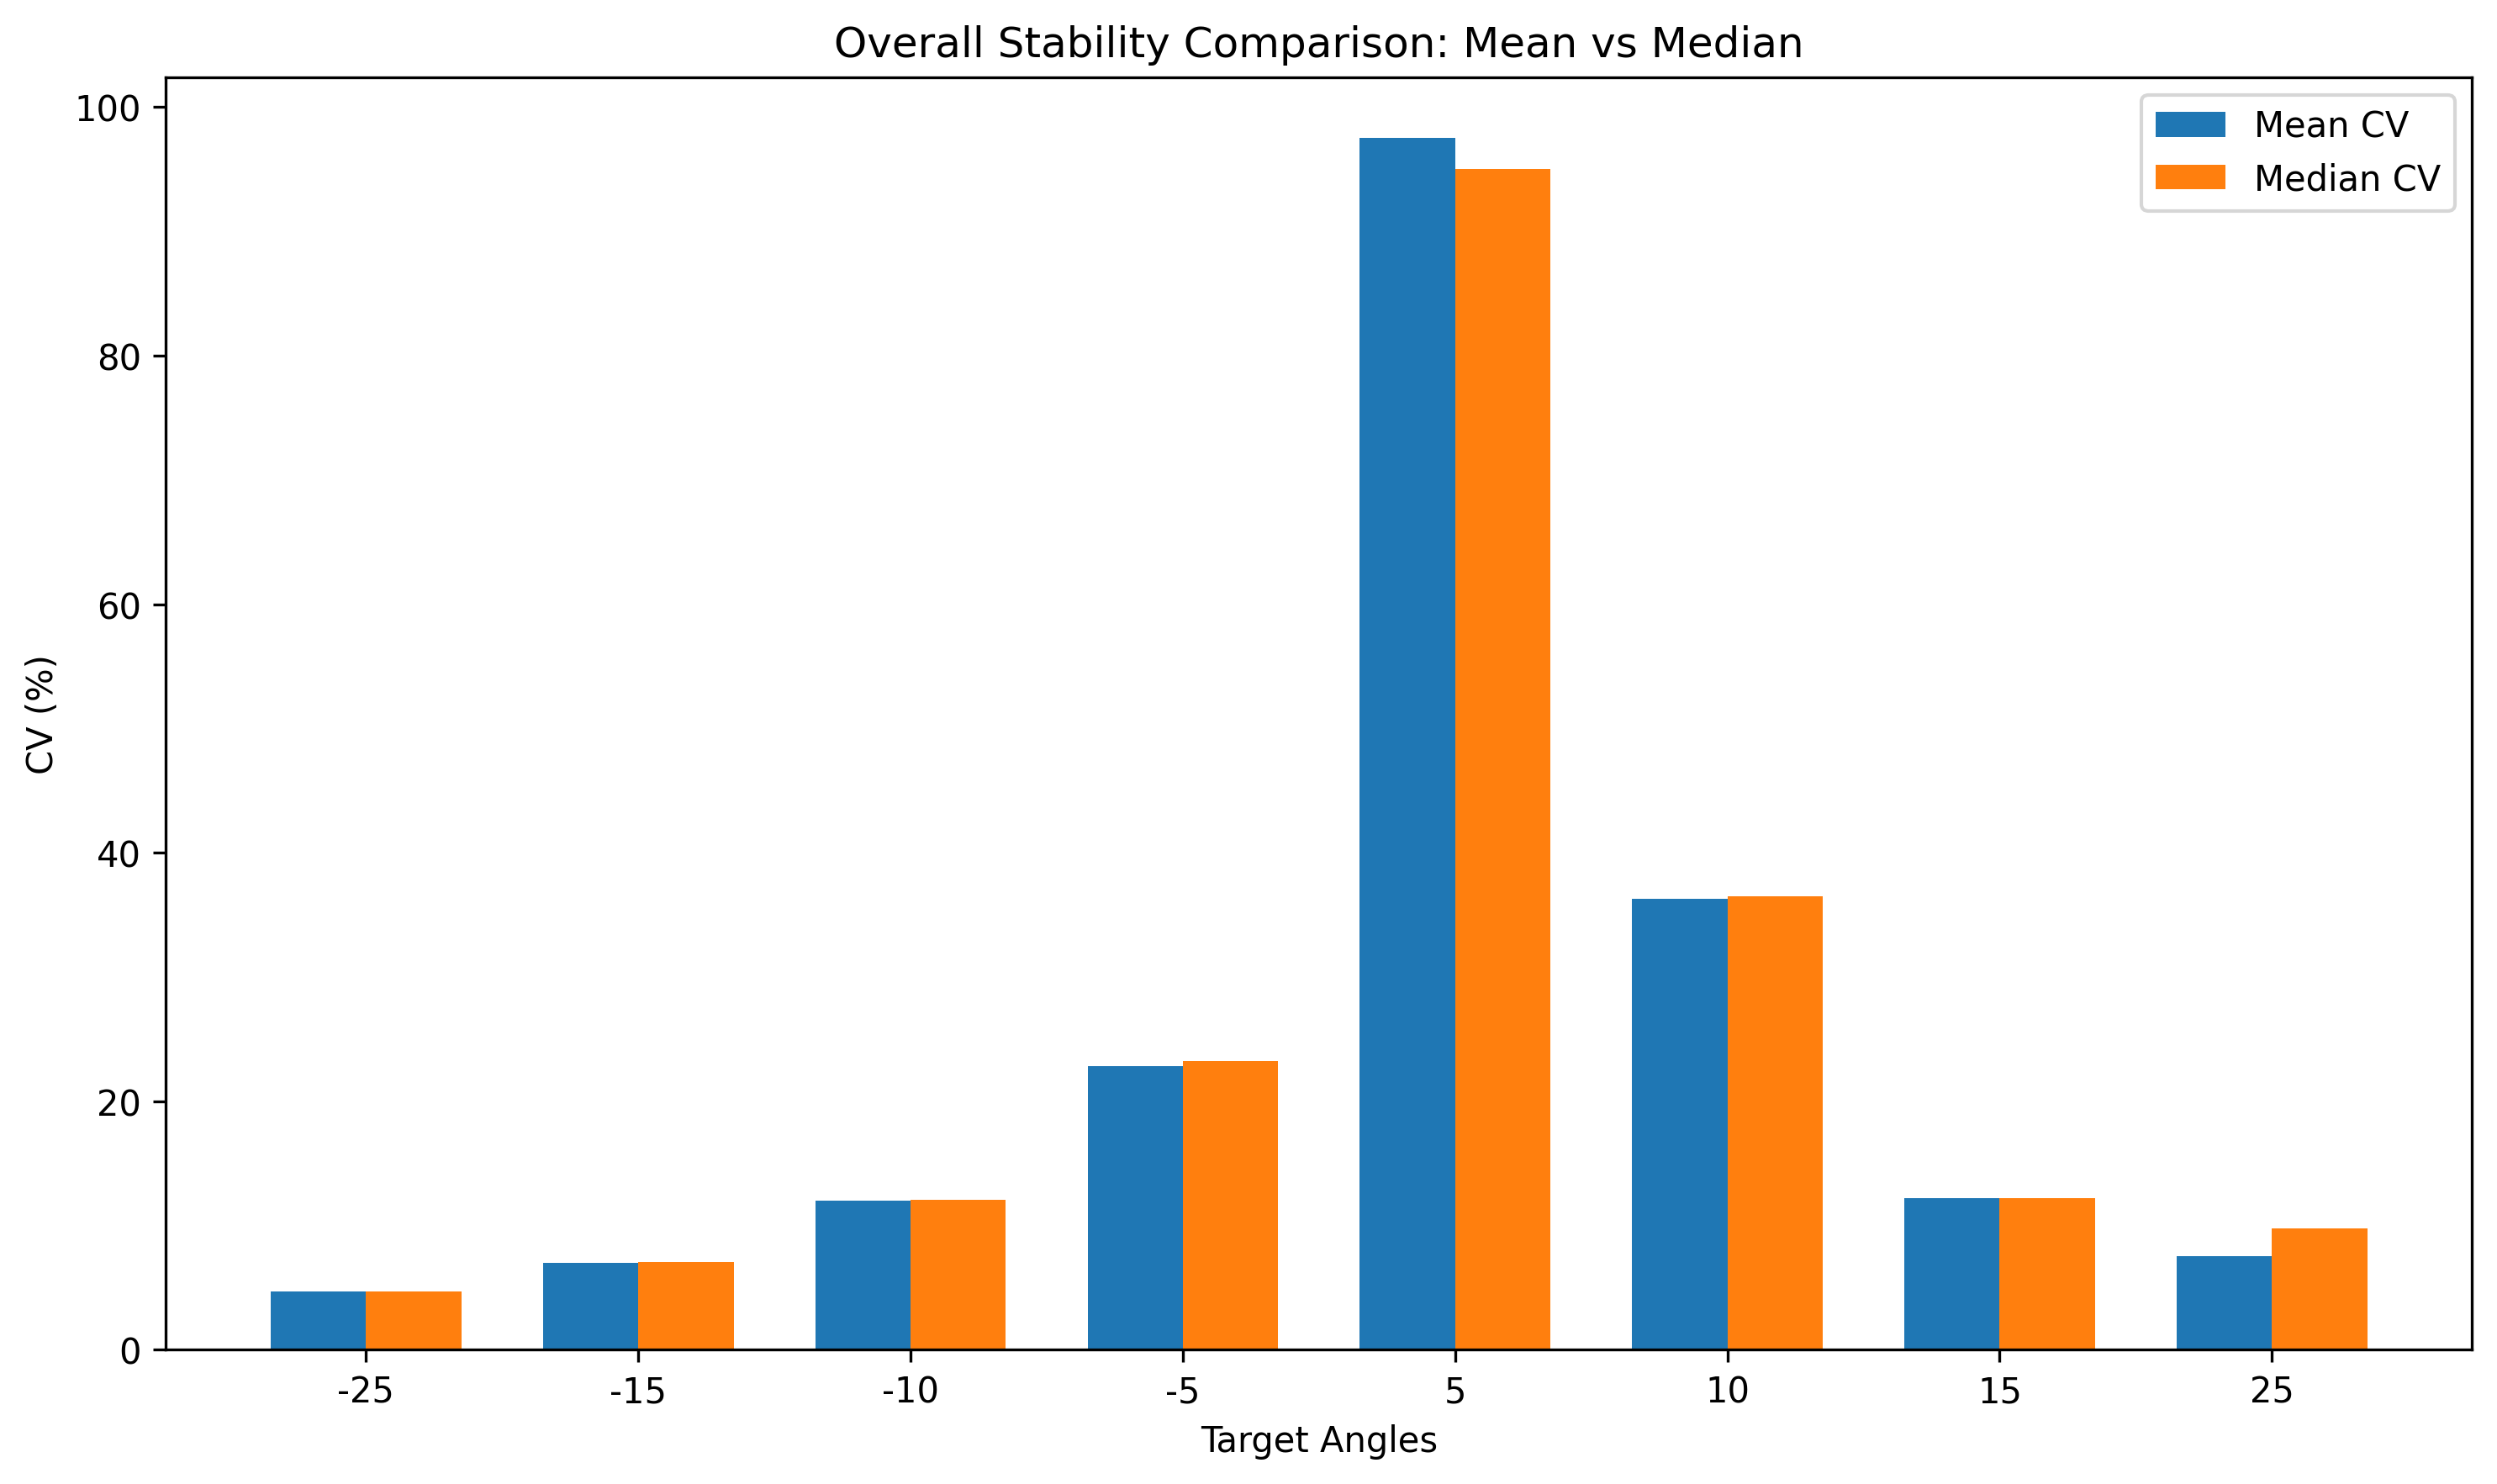 Overall Stability Comparison: Mean vs Median
Mean CV
Median CV
100
80
60
40
20
0
CV (%)
-25 -15 -10 -5 5 10 15 25
Target Angles